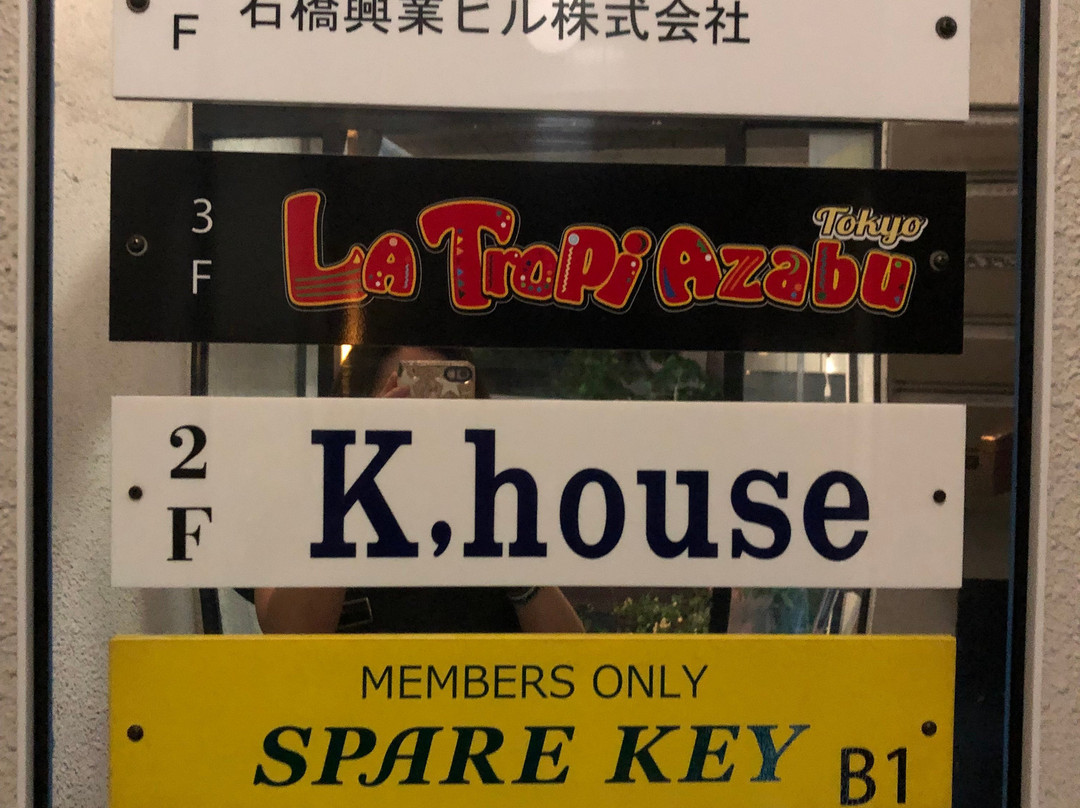 F
石橋興業ビル株式会社
3F
Tokyo
La Tropi Azabu
2F
K,house
MEMBERS ONLY
SPARE KEY
B1